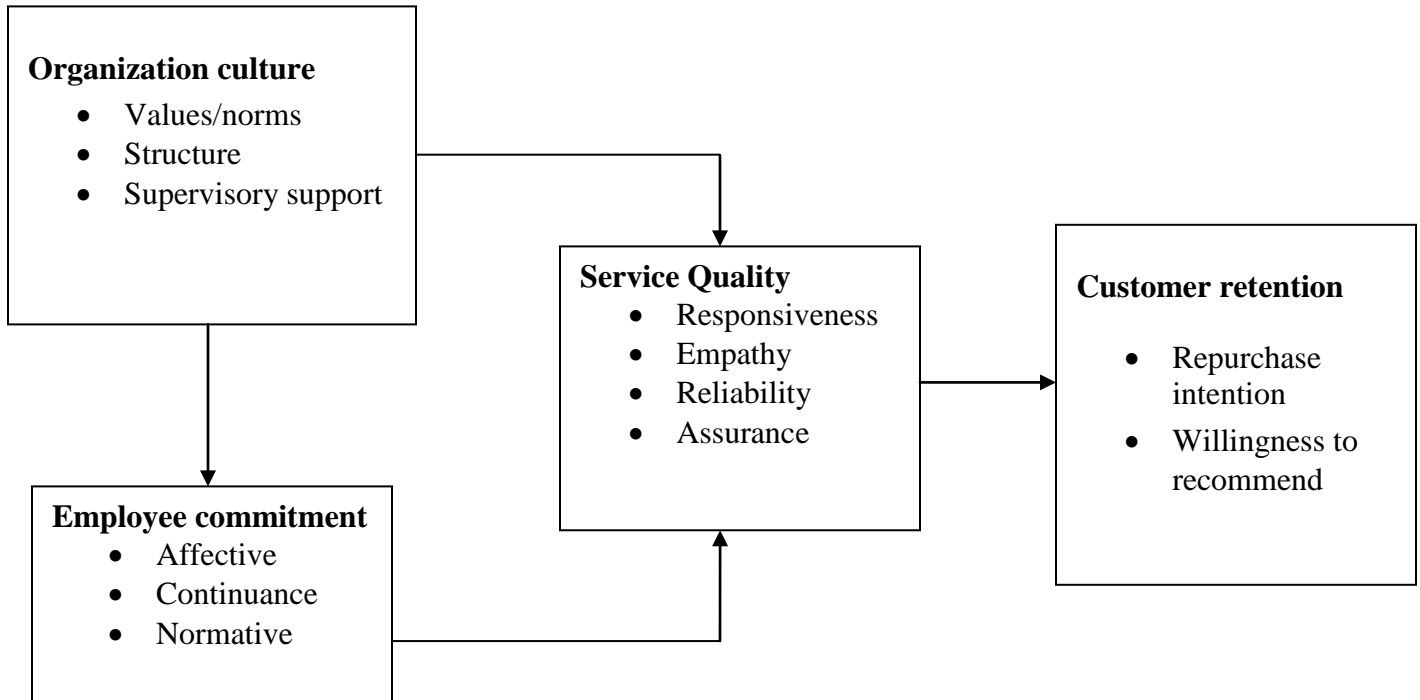 Organization culture
• Values/norms
• Structure
• Supervisory support
Service Quality
• Responsiveness
• Empathy
• Reliability
• Assurance
Customer retention
• Repurchase
intention
• Willingness to
recommend
Employee commitment
• Affective
• Continuance
• Normative